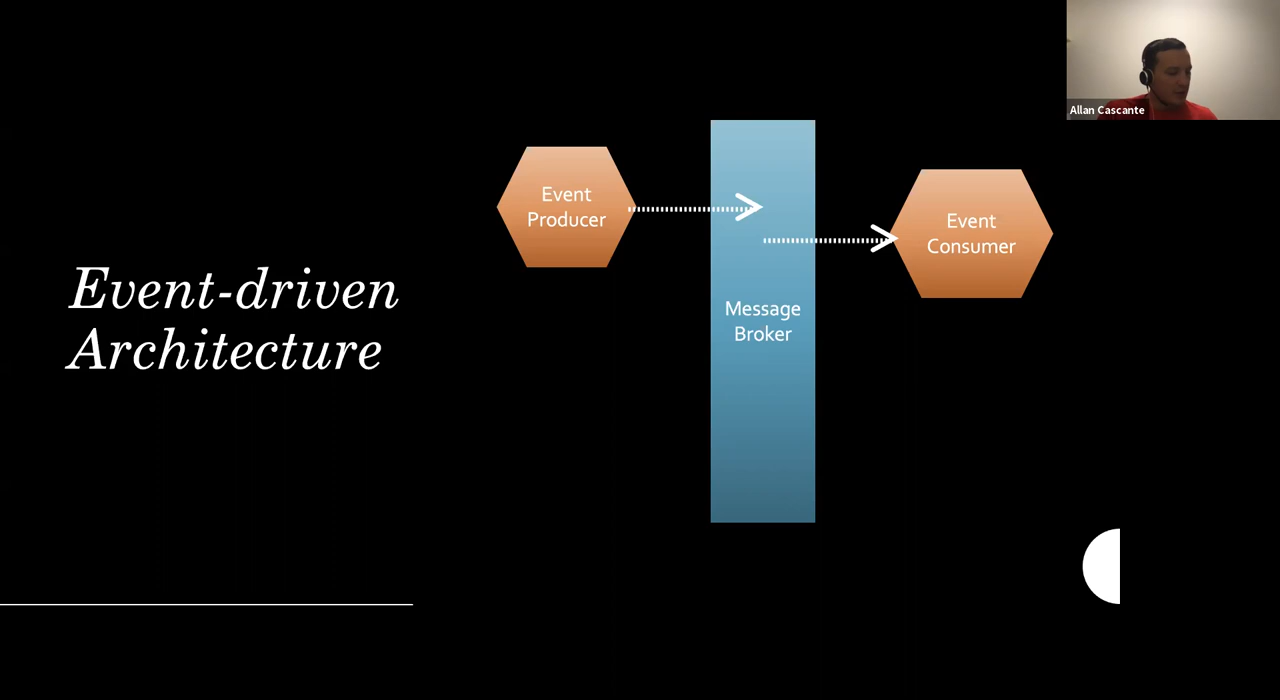 Allan Cascante
Event
Producer
Event
Consumer
Event-driven
Architecture
Message
Broker